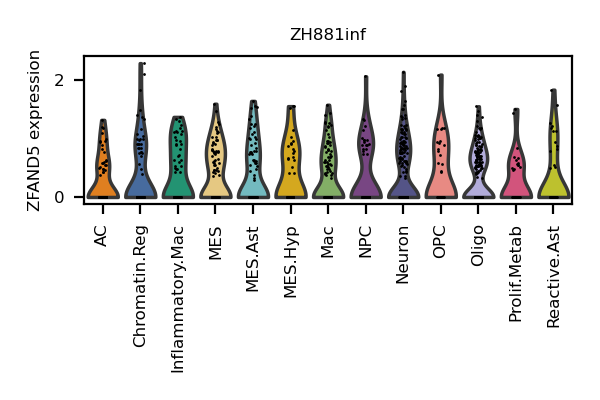 ZH881inf
ZFAND5 expression
2
0
AC
Chromatin.Reg
Inflammatory.Mac
MES
MES.Ast
MES.Hyp
Mac
NPC
Neuron
OPC
Oligo
Prolif.Metab
Reactive.Ast